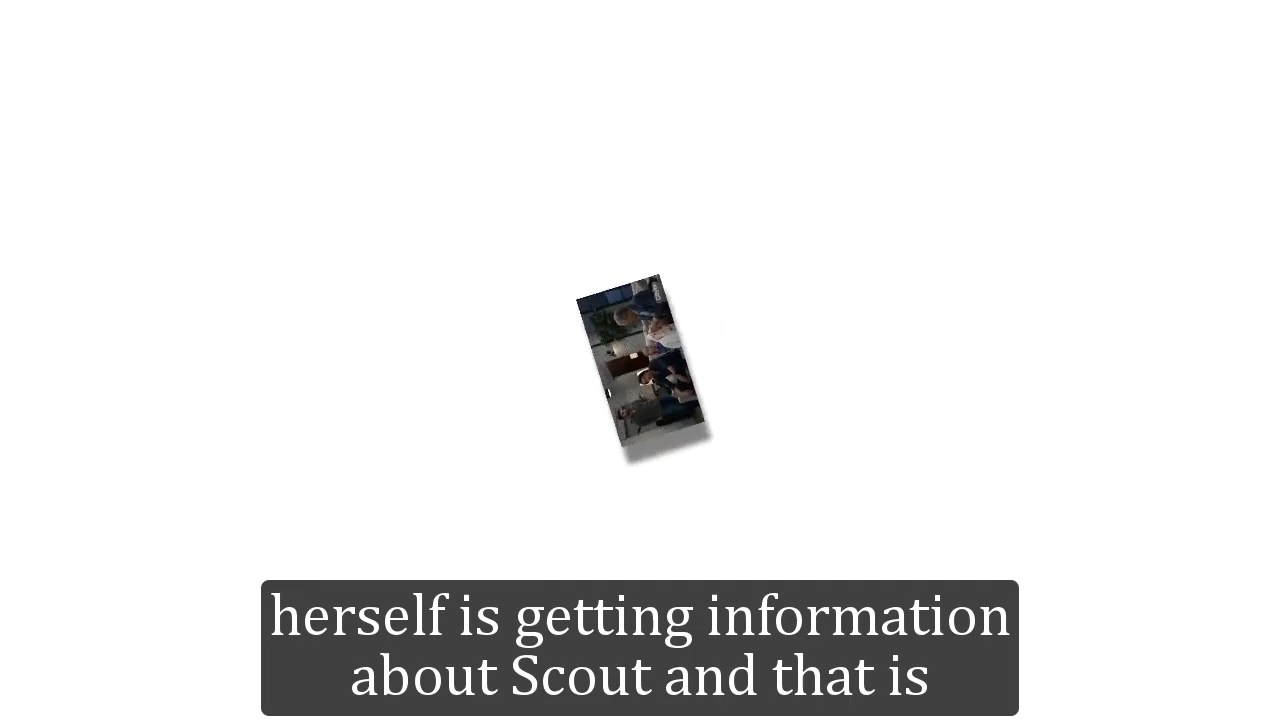 herself is getting information
about Scout and that is